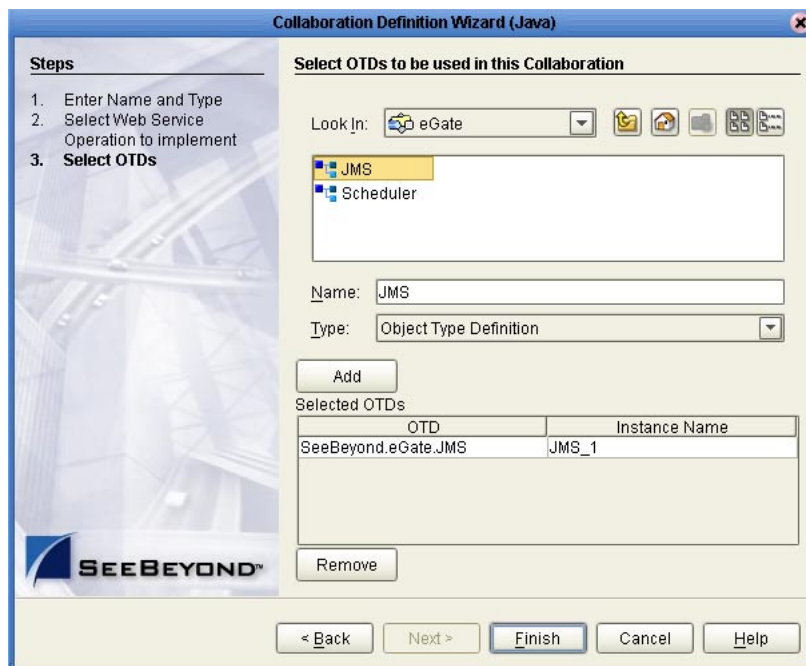 Collaboration Definition Wizard (Java)
Steps
1. Enter Name and Type
2. Select Web Service
Operation to implement
3. Select OTDs
SEEBEYOND™
Select OTDs to be used in this Collaboration
Look In: eGate
JMS
Scheduler
Name: JMS
Type: Object Type Definition
Add
Selected OTDs
OTD Instance Name
SeeBeyond.eGate.JMS JMS_1
Remove
< Back Next > Finish Cancel Help